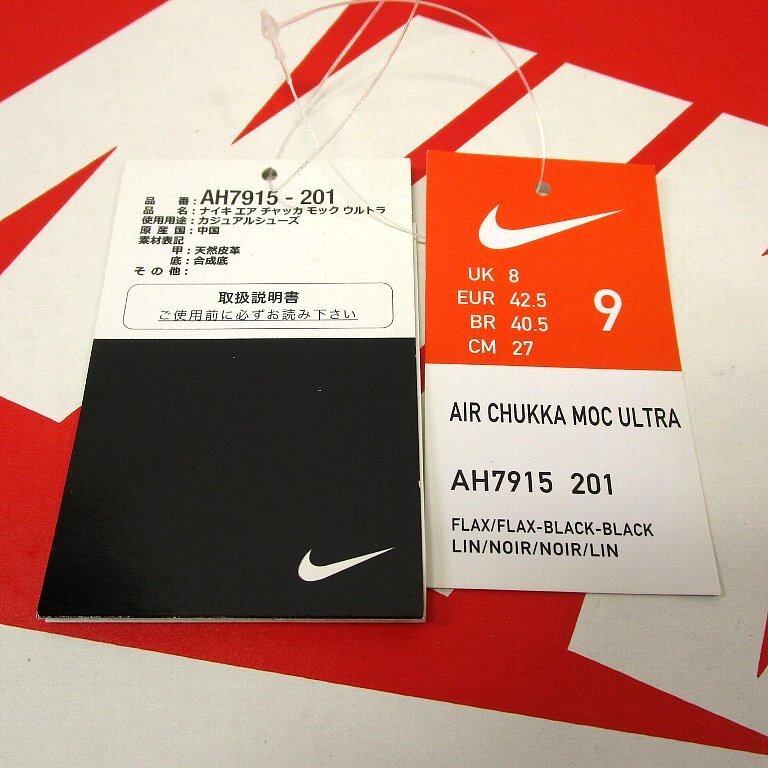 品　番：AH7915 - 201
品　名：ナイキ エア チャッカ モック ウルトラ
使用用途：カジュアルシューズ
原産国：中国
素材表記
甲：天然皮革
底：合成底
その他：
取扱説明書
ご使用前に必ずお読み下さい
UK 8
EUR 42.5
BR 40.5
CM 27
9
AIR CHUKKA MOC ULTRA
AH7915 201
FLAX/FLAX-BLACK-BLACK
LIN/NOIR/NOIR/LIN